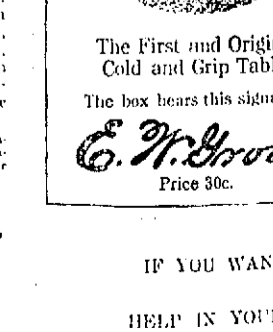 The First and Origi
Cold and Grip Tabl
The box bears this signa
E. W. Grov
Price 30c.
IF YOU WAN
HELP IN YOU